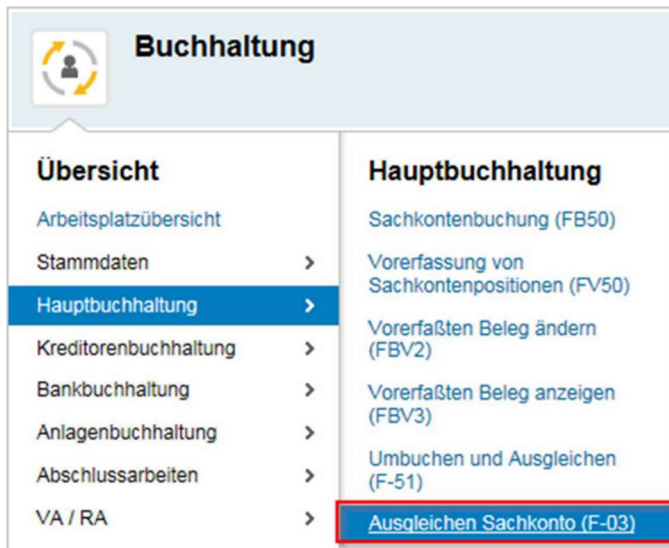 Buchhaltung
Übersicht
Arbeitsplatzübersicht
Stammdaten
Hauptbuchhaltung
Kreditorenbuchhaltung
Bankbuchhaltung
Anlagenbuchhaltung
Abschlussarbeiten
VA / RA
Hauptbuchhaltung
Sachkontenbuchung (FB50)
Vorerfassung von
Sachkontenpositionen (FV50)
Vorerfaßten Beleg ändern
(FBV2)
Vorerfaßten Beleg anzeigen
(FBV3)
Umbuchen und Ausgleichen
(F-51)
Ausgleichen Sachkonto (F-03)